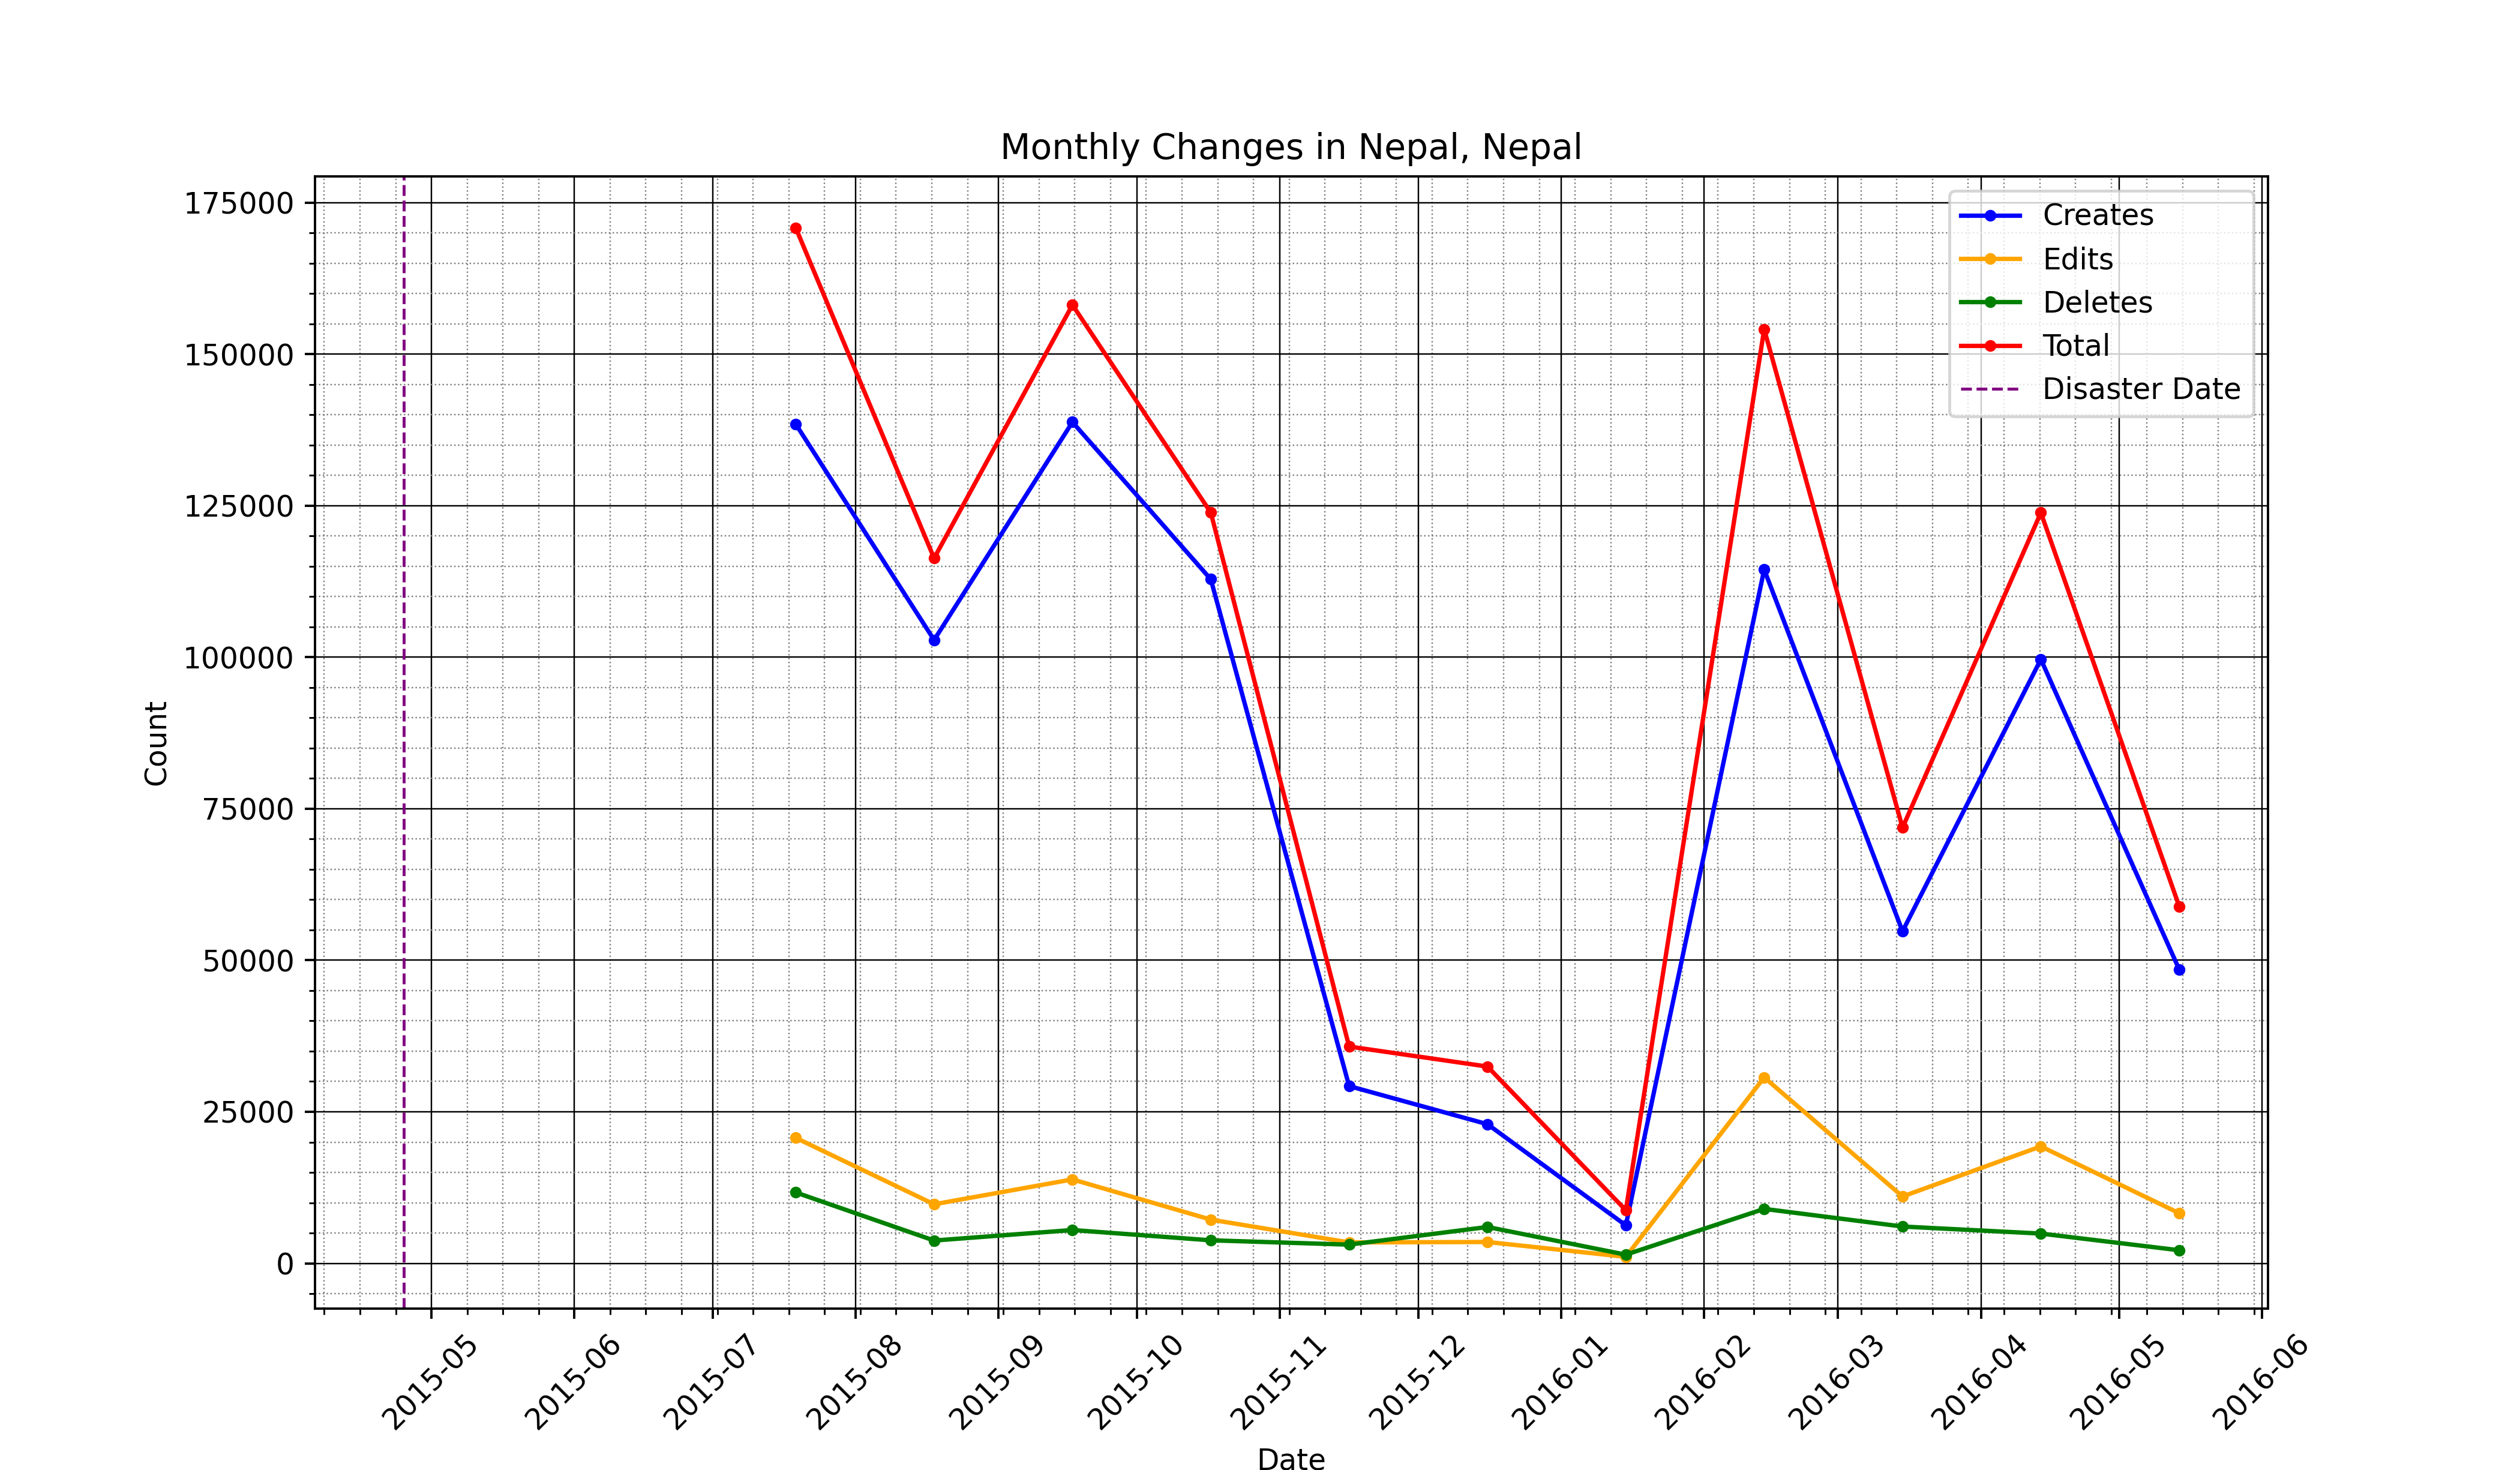 Monthly Changes in Nepal, Nepal
175000
150000
125000
100000
75000
50000
25000
0
Count
Creates
Edits
Deletes
Total
Disaster Date
2015-05
2015-06
2015-07
2015-08
2015-09
2015-10
2015-11
2015-12
2016-01
2016-02
2016-03
2016-04
2016-05
2016-06
Date